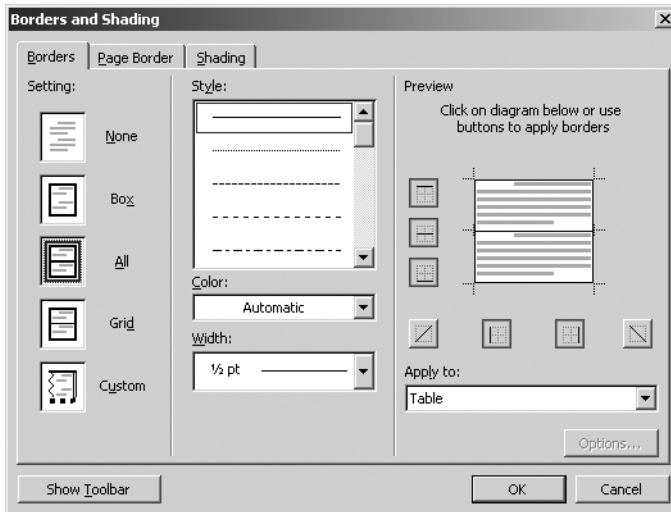 Borders and Shading
Borders Page Border Shading
Setting:
None
Box
All
Grid
Custom
Style:
Color:
Automatic
Width:
½ pt
Preview
Click on diagram below or use
buttons to apply borders
Apply to:
Table
Options...
Show Toolbar
OK
Cancel